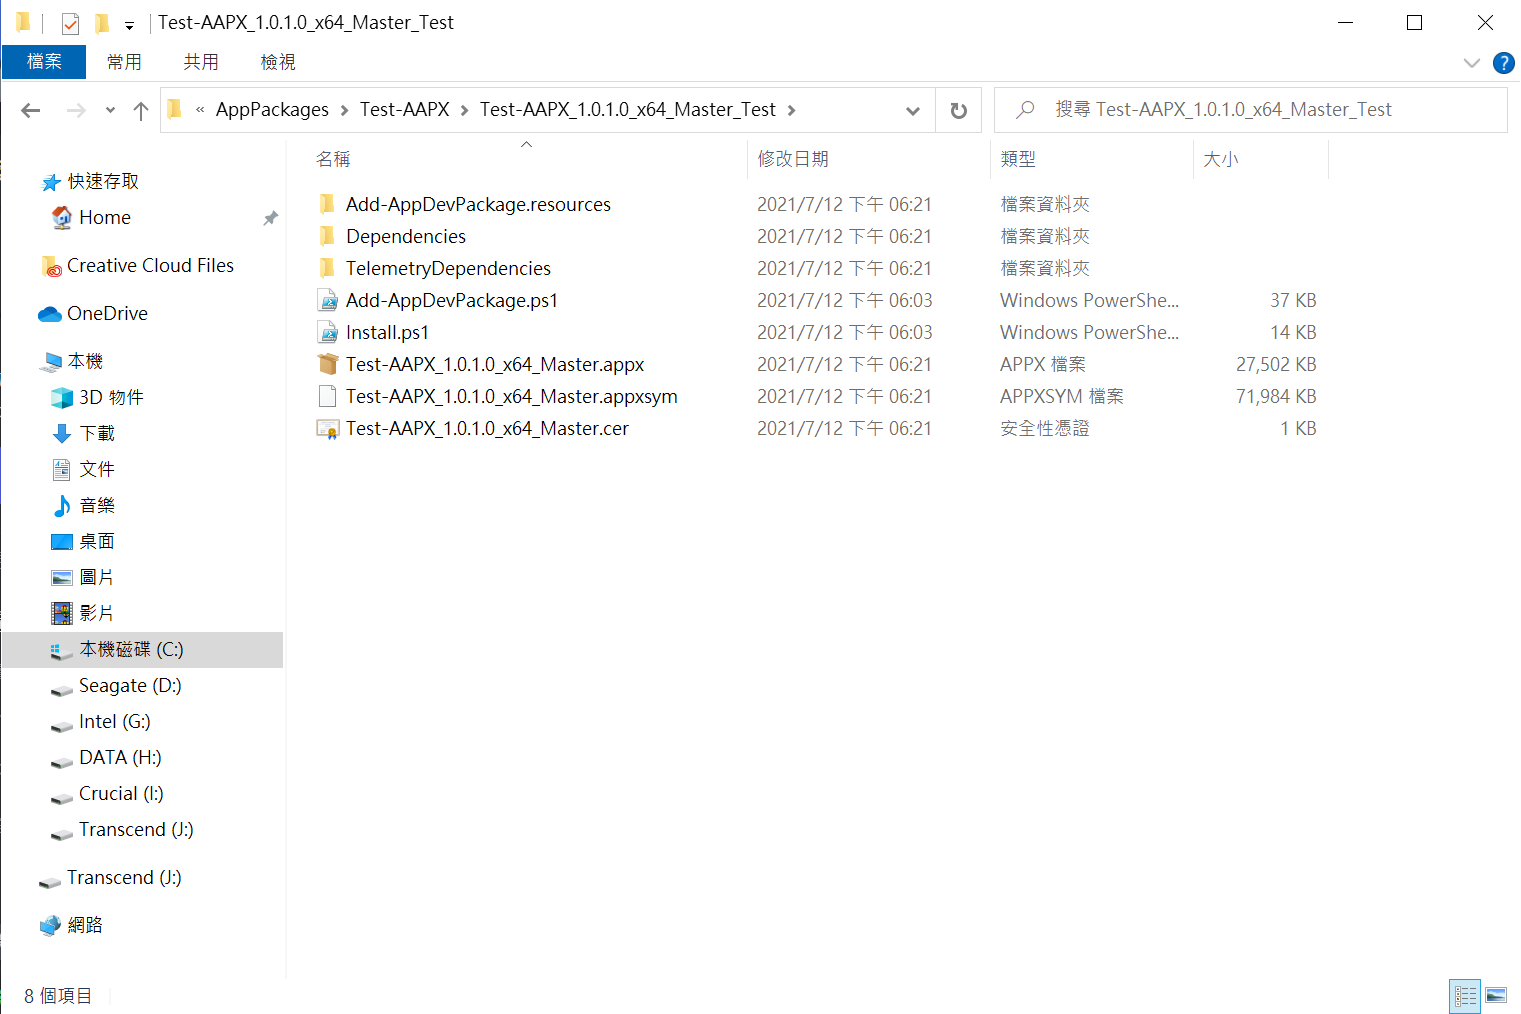 Test-AAPX_1.0.1.0_x64_Master_Test
檔案 常用 共用 檢視
?
« AppPackages Test-AAPX Test-AAPX_1.0.1.0_x64_Master_Test
搜尋 Test-AAPX_1.0.1.0_x64_Master_Test
快速存取
Home
Creative Cloud Files
OneDrive
本機
3D 物件
下載
文件
音樂
桌面
圖片
影片
本機磁碟 (C:)
Seagate (D:)
Intel (G:)
DATA (H:)
Crucial (I:)
Transcend (J:)
Transcend (J:)
網路
名稱 修改日期 類型 大小
Add-AppDevPackage.resources 2021/7/12 下午 06:21 檔案資料夾
Dependencies 2021/7/12 下午 06:21 檔案資料夾
TelemetryDependencies 2021/7/12 下午 06:21 檔案資料夾
Add-AppDevPackage.ps1 2021/7/12 下午 06:03 Windows PowerShe... 37 KB
Install.ps1 2021/7/12 下午 06:03 Windows PowerShe... 14 KB
Test-AAPX_1.0.1.0_x64_Master.appx 2021/7/12 下午 06:21 APPX 檔案 27,502 KB
Test-AAPX_1.0.1.0_x64_Master.appxsym 2021/7/12 下午 06:21 APPXSYM 檔案 71,984 KB
Test-AAPX_1.0.1.0_x64_Master.cer 2021/7/12 下午 06:21 安全性憑證 1 KB
8 個項目